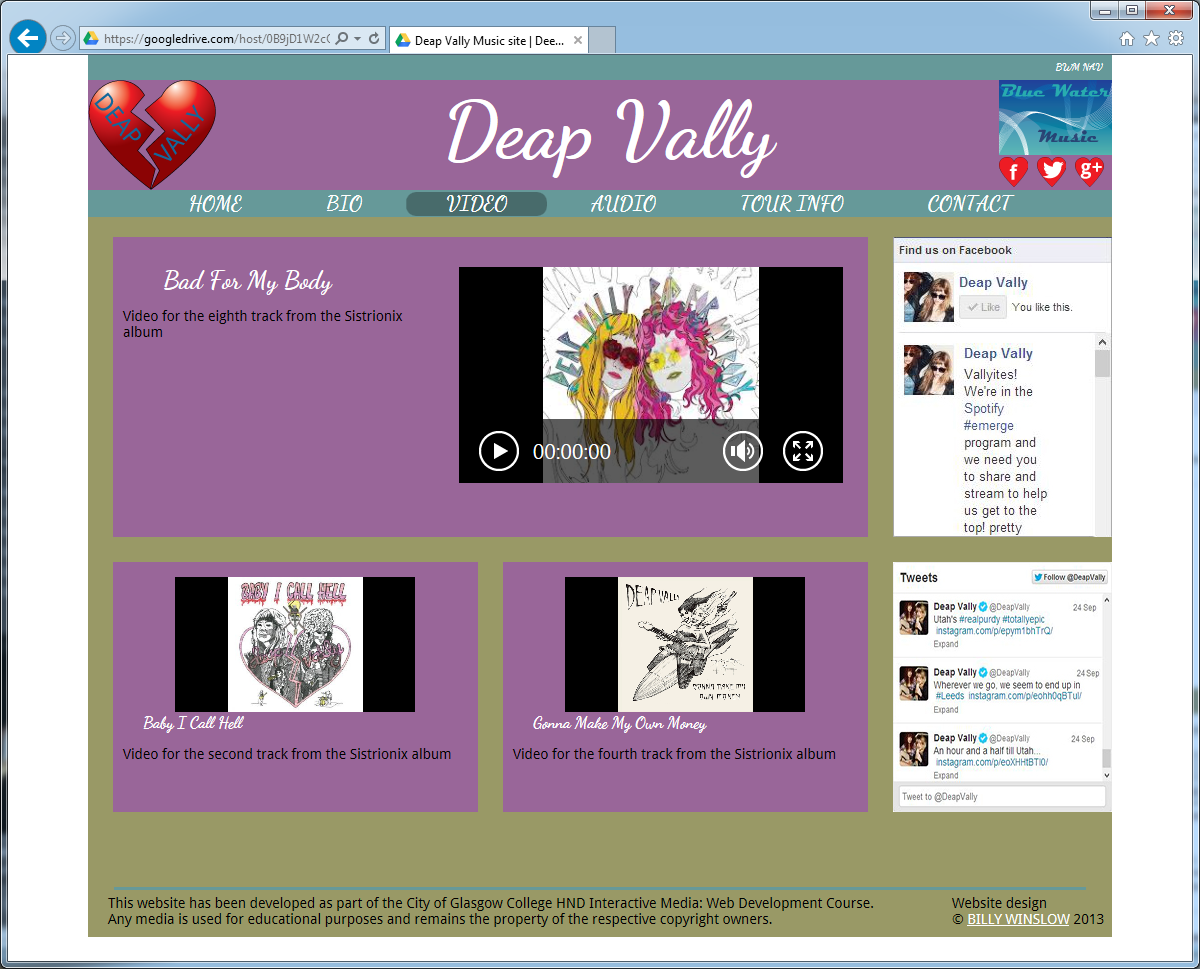 https://googledrive.com/host/0B9jD1W2c
Deap Vally Music site | Dee...
BWM NAV
DEAP VALLY
Deap Vally
Blue Water
Music
f
g+
HOME BIO VIDEO AUDIO TOUR INFO CONTACT
Bad For My Body
Video for the eighth track from the Sistrionix
album
DEAP VALLY
00:00:00
Find us on Facebook
Deap Vally
Like You like this.
Deap Vally
Vallyites!
We're in the
Spotify
#emerge
program and
we need you
to share and
stream to help
us get to the
top! pretty
BABY I CALL HELL
Baby I Call Hell
Video for the second track from the Sistrionix album
DEAP VALLY
GONNA MAKE MY
OWN MONEY
Gonna Make My Own Money
Video for the fourth track from the Sistrionix album
Tweets
Follow @DeapVally
Deap Vally @DeapVally 24 Sep
Utah's #realpurdy #totallyepic
instagram.com/p/epym1bhTrQ/
Expand
Deap Vally @DeapVally 24 Sep
Wherever we go, we seem to end up in
#Leeds instagram.com/p/eohh0qBTul/
Expand
Deap Vally @DeapVally 24 Sep
An hour and a half till Utah...
instagram.com/p/eoXHHtBTl0/
Expand
Tweet to @DeapVally
This website has been developed as part of the City of Glasgow College HND Interactive Media: Web Development Course.
Any media is used for educational purposes and remains the property of the respective copyright owners.
Website design
© BILLY WINSLOW 2013